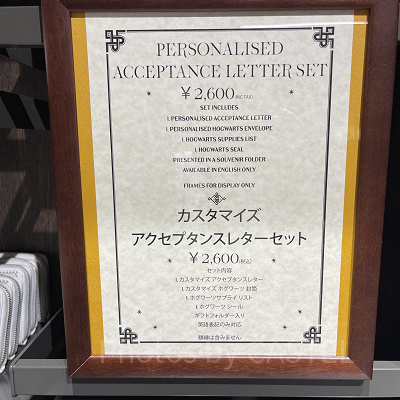 PERSONALISED
ACCEPTANCE LETTER SET
￥2,600(INC TAX)
SET INCLUDES
1. PERSONALISED ACCEPTANCE LETTER
1. PERSONALISED HOGWARTS ENVELOPE
1. HOGWARTS SUPPLIES LIST
1. HOGWARTS SEAL
PRESENTED IN A SOUVENIR FOLDER
AVAILABLE IN ENGLISH ONLY
FRAMES FOR DISPLAY ONLY
カスタマイズ
アクセプタンスレターセット
￥2,600(税込)
セット内容
1. カスタマイズ アクセプタンスレター
1. カスタマイズ ホグワーツ 封筒
1. ホグワーツサプライ リスト
1. ホグワーツ シール
ギフトフォルダー入り
英語表記のみ対応
額縁は含みません